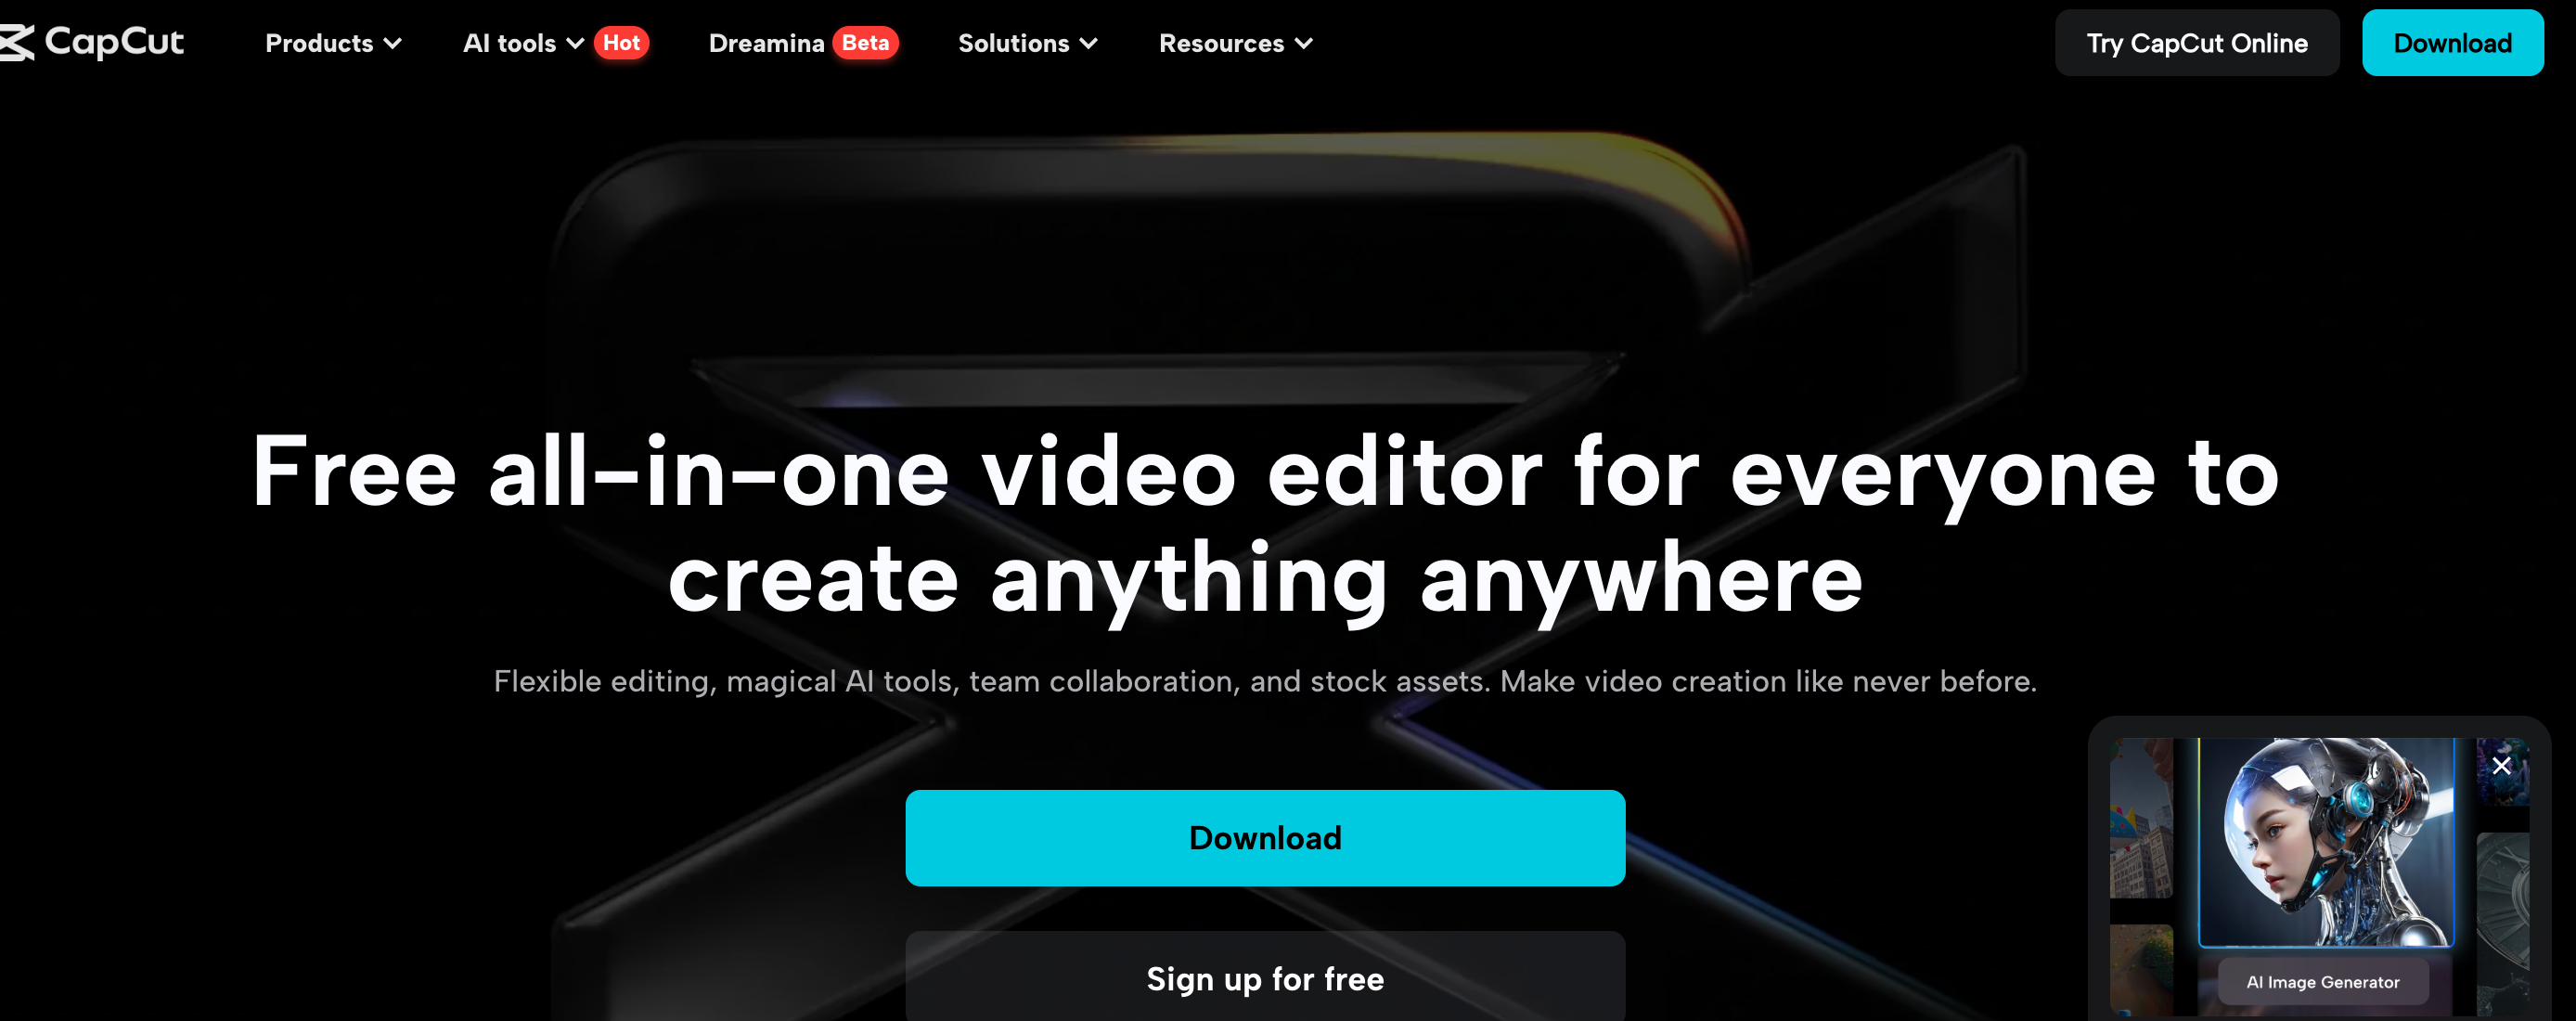 CapCut
Products
AI tools
Hot
Dreamina
Beta
Solutions
Resources
Try CapCut Online
Download
Free all-in-one video editor for everyone to
create anything anywhere
Flexible editing, magical AI tools, team collaboration, and stock assets. Make video creation like never before.
Download
Sign up for free
AI Image Generator